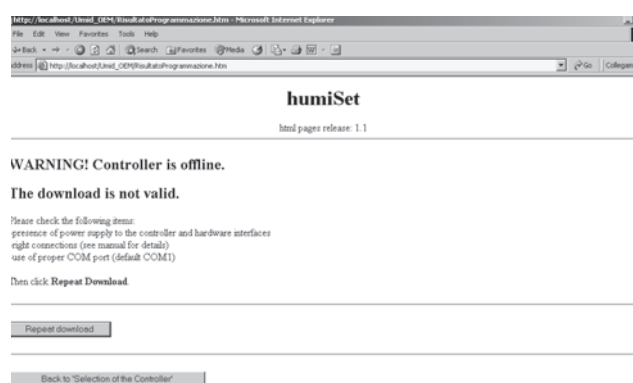 http://localhost/Umid_OEM/RisultatoProgrammazione.htm - Microsoft Internet Explorer
File Edit View Favorites Tools Help
Back Search Favorites Media
ddress http://localhost/Umid_OEM/RisultatoProgrammazione.htm Go Collegam
humiSet
html pages release: 1.1
WARNING! Controller is offline.
The download is not valid.
Please check the following items:
-presence of power supply to the controller and hardware interfaces
-right connections (see manual for details)
-use of proper COM port (default COM1)
Then click Repeat Download.
Repeat download
Back to 'Selection of the Controller'